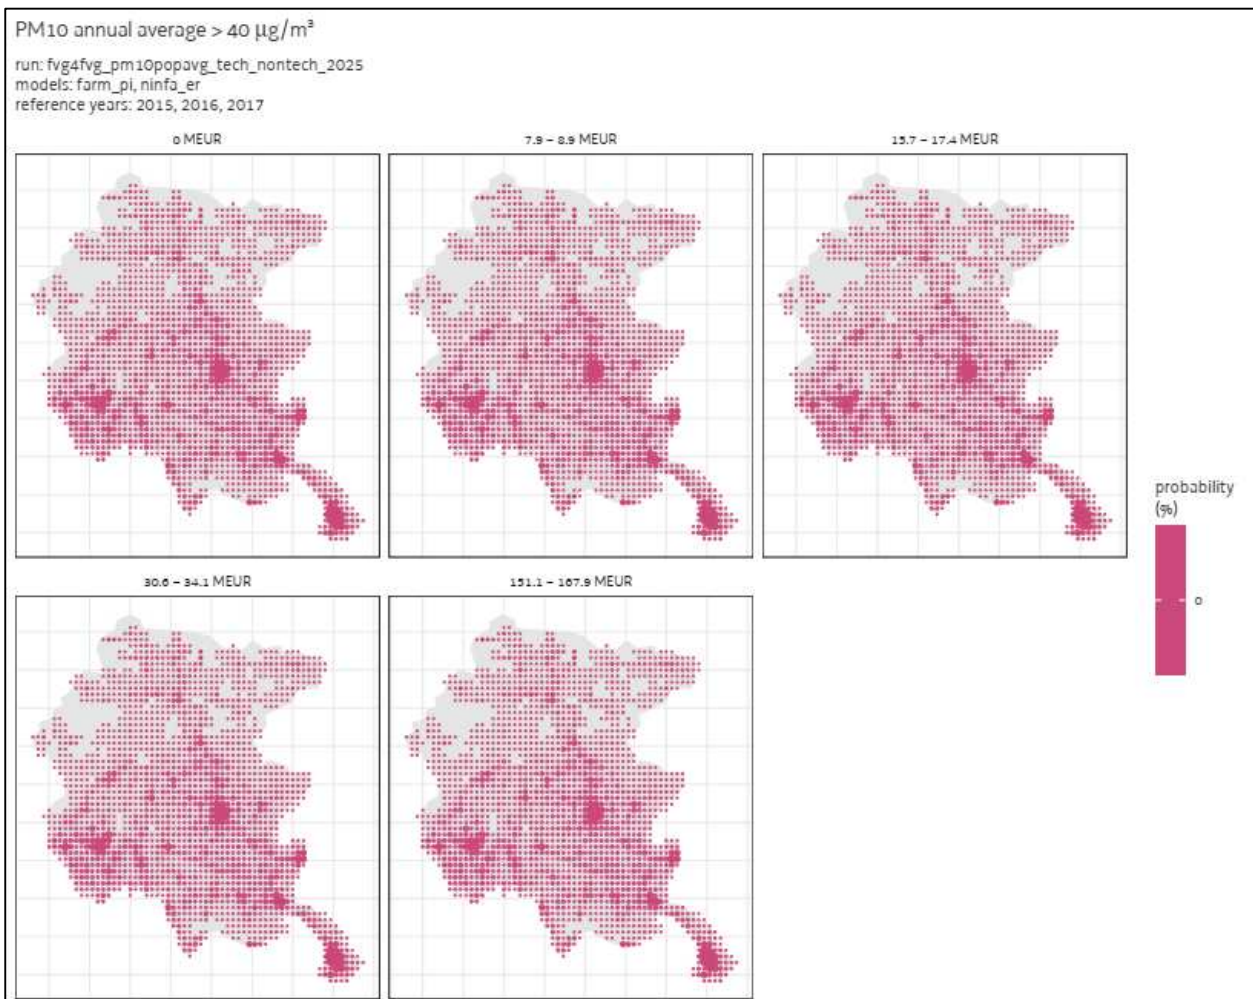 PM10 annual average > 40 µg/m³
run: fvg4fvg_pm10popavg_tech_nontech_2025
models: farm_pi, ninfa_er
reference years: 2015, 2016, 2017
0 MEUR
7.9 – 8.9 MEUR
15.7 – 17.4 MEUR
30.6 – 34.1 MEUR
151.1 – 167.9 MEUR
probability
(%)
0